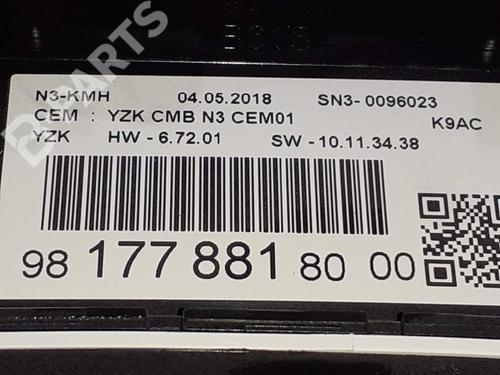 N3-KMH 04.05.2018 SN3- 0096023
CEM : YZK CMB N3 CEM01 K9AC
YZK HW - 6.72.01 SW - 10.11.34.38
98 177 881 80 00
B-PARTS